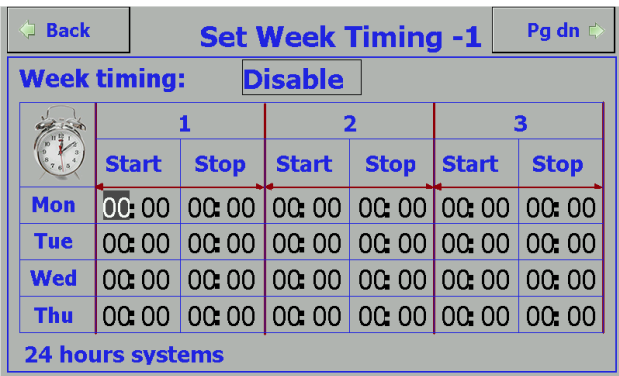 Back
Set Week Timing -1
Pg dn
Week timing: Disable
1 2 3
Start Stop Start Stop Start Stop
Mon 00:00 00:00 00:00 00:00 00:00 00:00
Tue 00:00 00:00 00:00 00:00 00:00 00:00
Wed 00:00 00:00 00:00 00:00 00:00 00:00
Thu 00:00 00:00 00:00 00:00 00:00 00:00
24 hours systems